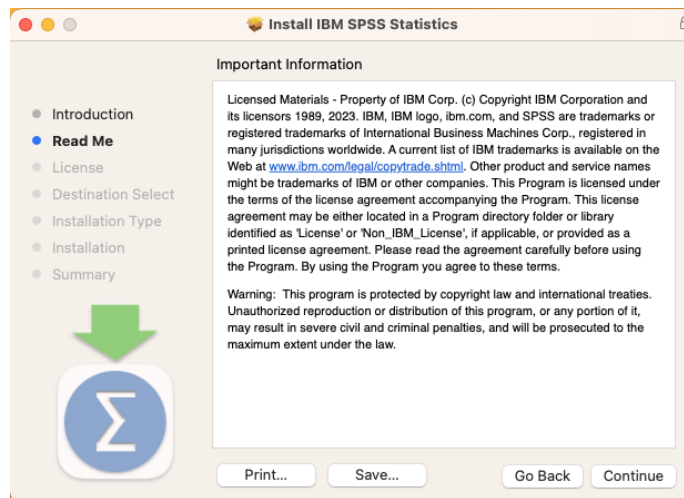 Install IBM SPSS Statistics
Important Information
Introduction
Read Me
License
Destination Select
Installation Type
Installation
Summary
Licensed Materials - Property of IBM Corp. (c) Copyright IBM Corporation and
its licensors 1989, 2023. IBM, IBM logo, ibm.com, and SPSS are trademarks or
registered trademarks of International Business Machines Corp., registered in
many jurisdictions worldwide. A current list of IBM trademarks is available on the
Web at www.ibm.com/legal/copytrade.shtml. Other product and service names
might be trademarks of IBM or other companies. This Program is licensed under
the terms of the license agreement accompanying the Program. This license
agreement may be either located in a Program directory folder or library
identified as 'License' or 'Non_IBM_License', if applicable, or provided as a
printed license agreement. Please read the agreement carefully before using
the Program. By using the Program you agree to these terms.
Warning:  This program is protected by copyright law and international treaties.
Unauthorized reproduction or distribution of this program, or any portion of it,
may result in severe civil and criminal penalties, and will be prosecuted to the
maximum extent under the law.
Σ
Print...
Save...
Go Back
Continue